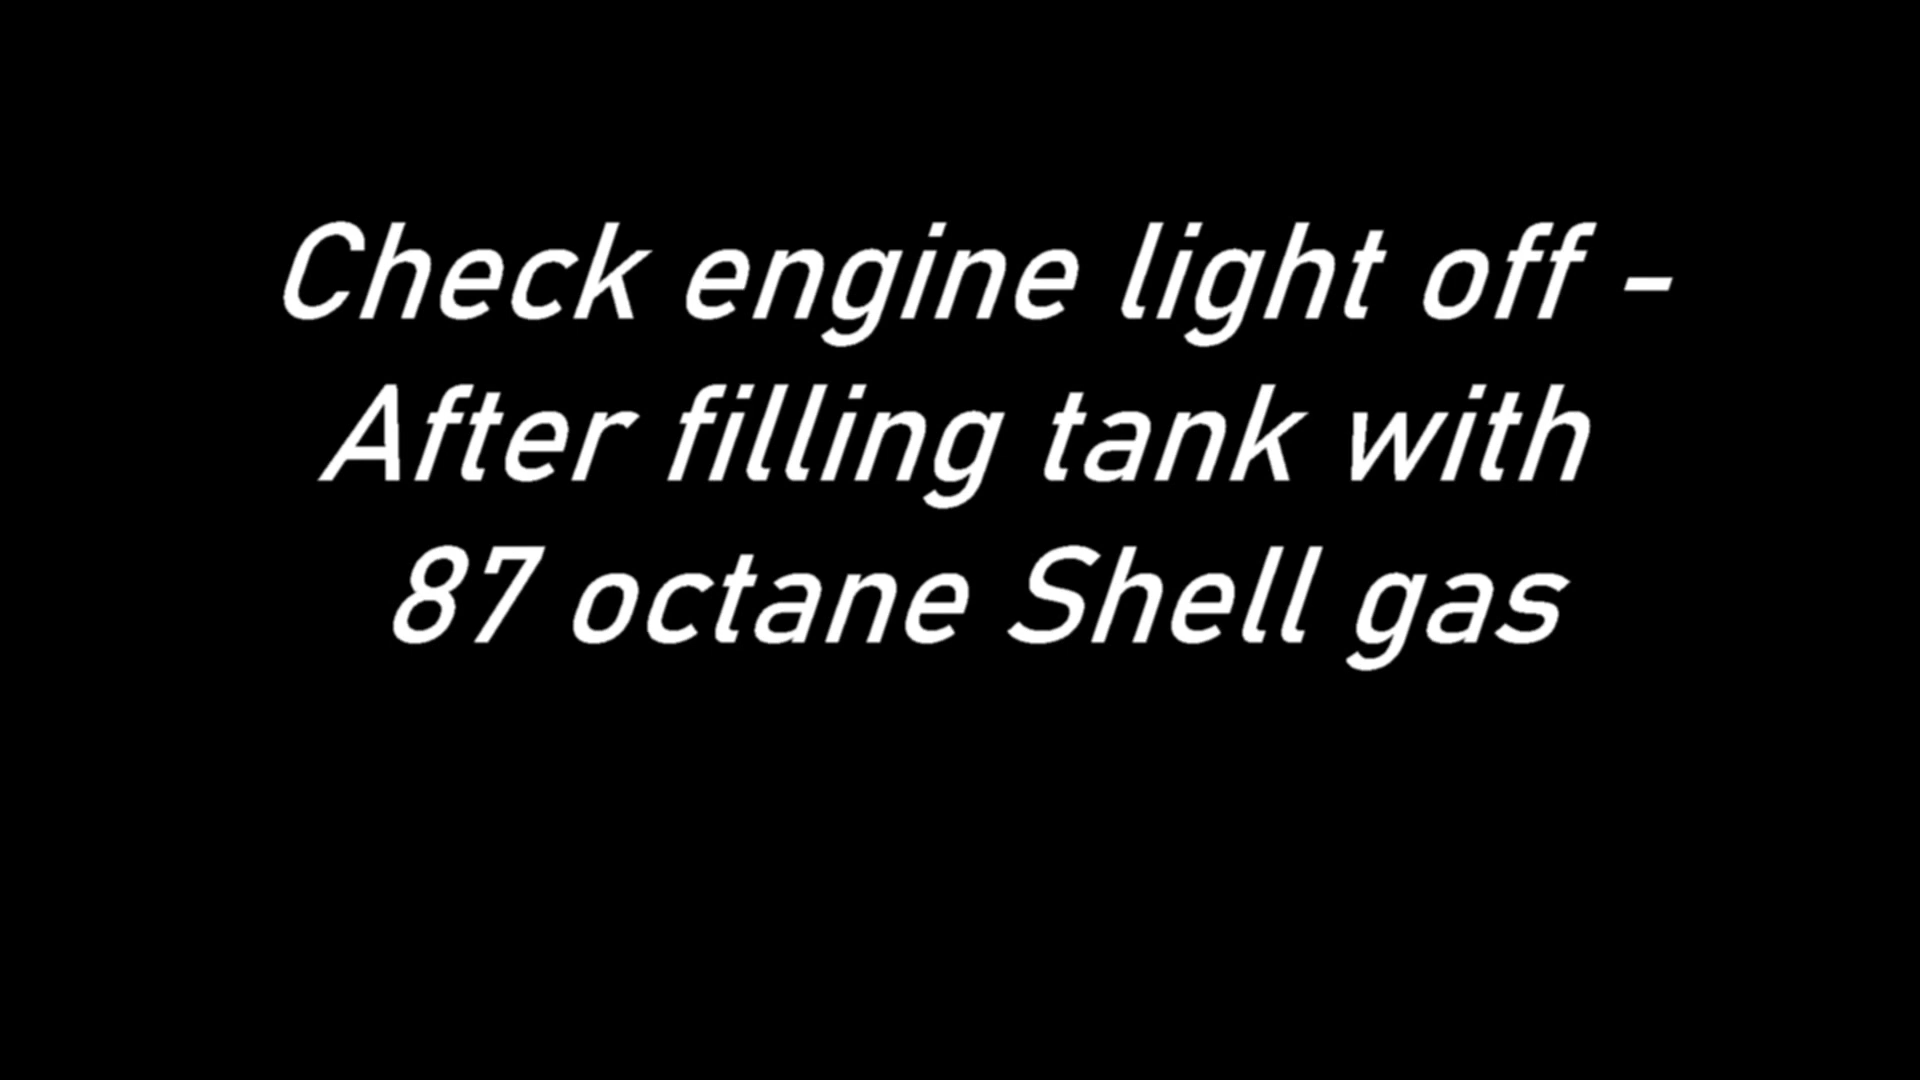 Check engine light off -
After filling tank with
87 octane Shell gas